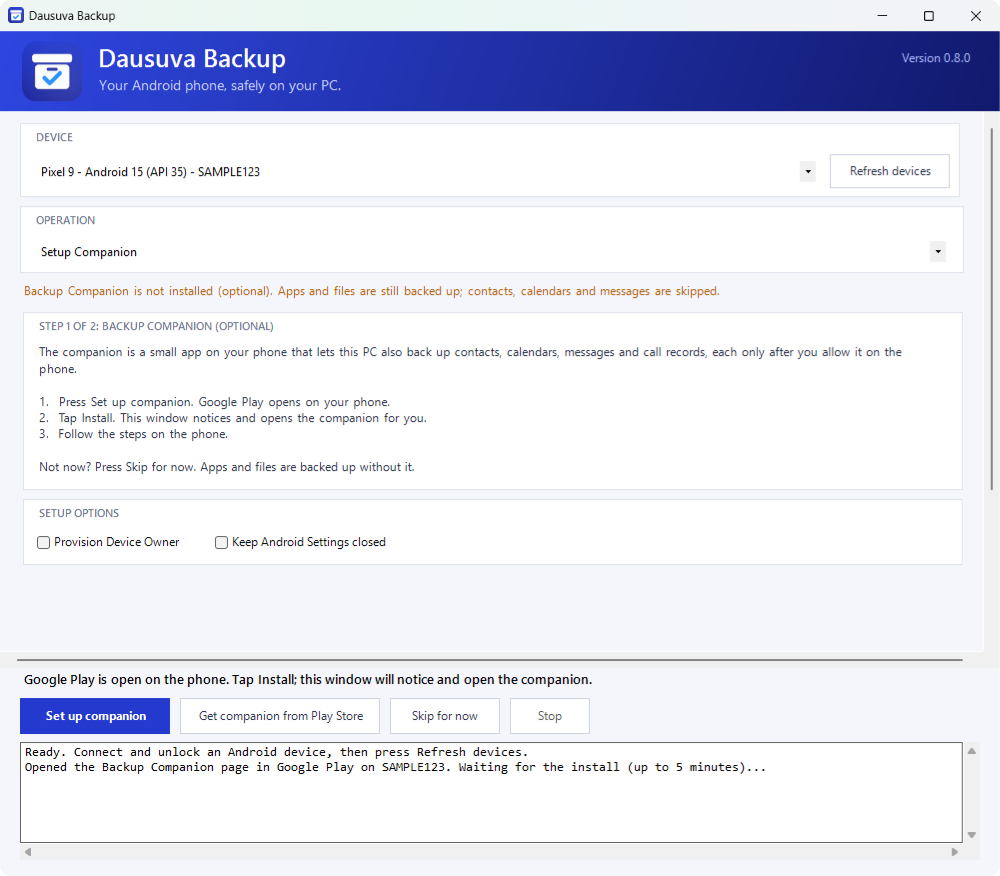 Dausuva Backup
Dausuva Backup
Your Android phone, safely on your PC.
Version 0.8.0
DEVICE
Pixel 9 - Android 15 (API 35) - SAMPLE123
Refresh devices
OPERATION
Setup Companion
Backup Companion is not installed (optional). Apps and files are still backed up; contacts, calendars and messages are skipped.
STEP 1 OF 2: BACKUP COMPANION (OPTIONAL)
The companion is a small app on your phone that lets this PC also back up contacts, calendars, messages and call records, each only after you allow it on the
phone.
1. Press Set up companion. Google Play opens on your phone.
2. Tap Install. This window notices and opens the companion for you.
3. Follow the steps on the phone.
Not now? Press Skip for now. Apps and files are backed up without it.
SETUP OPTIONS
Provision Device Owner
Keep Android Settings closed
Google Play is open on the phone. Tap Install; this window will notice and open the companion.
Set up companion
Get companion from Play Store
Skip for now
Stop
Ready. Connect and unlock an Android device, then press Refresh devices.
Opened the Backup Companion page in Google Play on SAMPLE123. Waiting for the install (up to 5 minutes)...